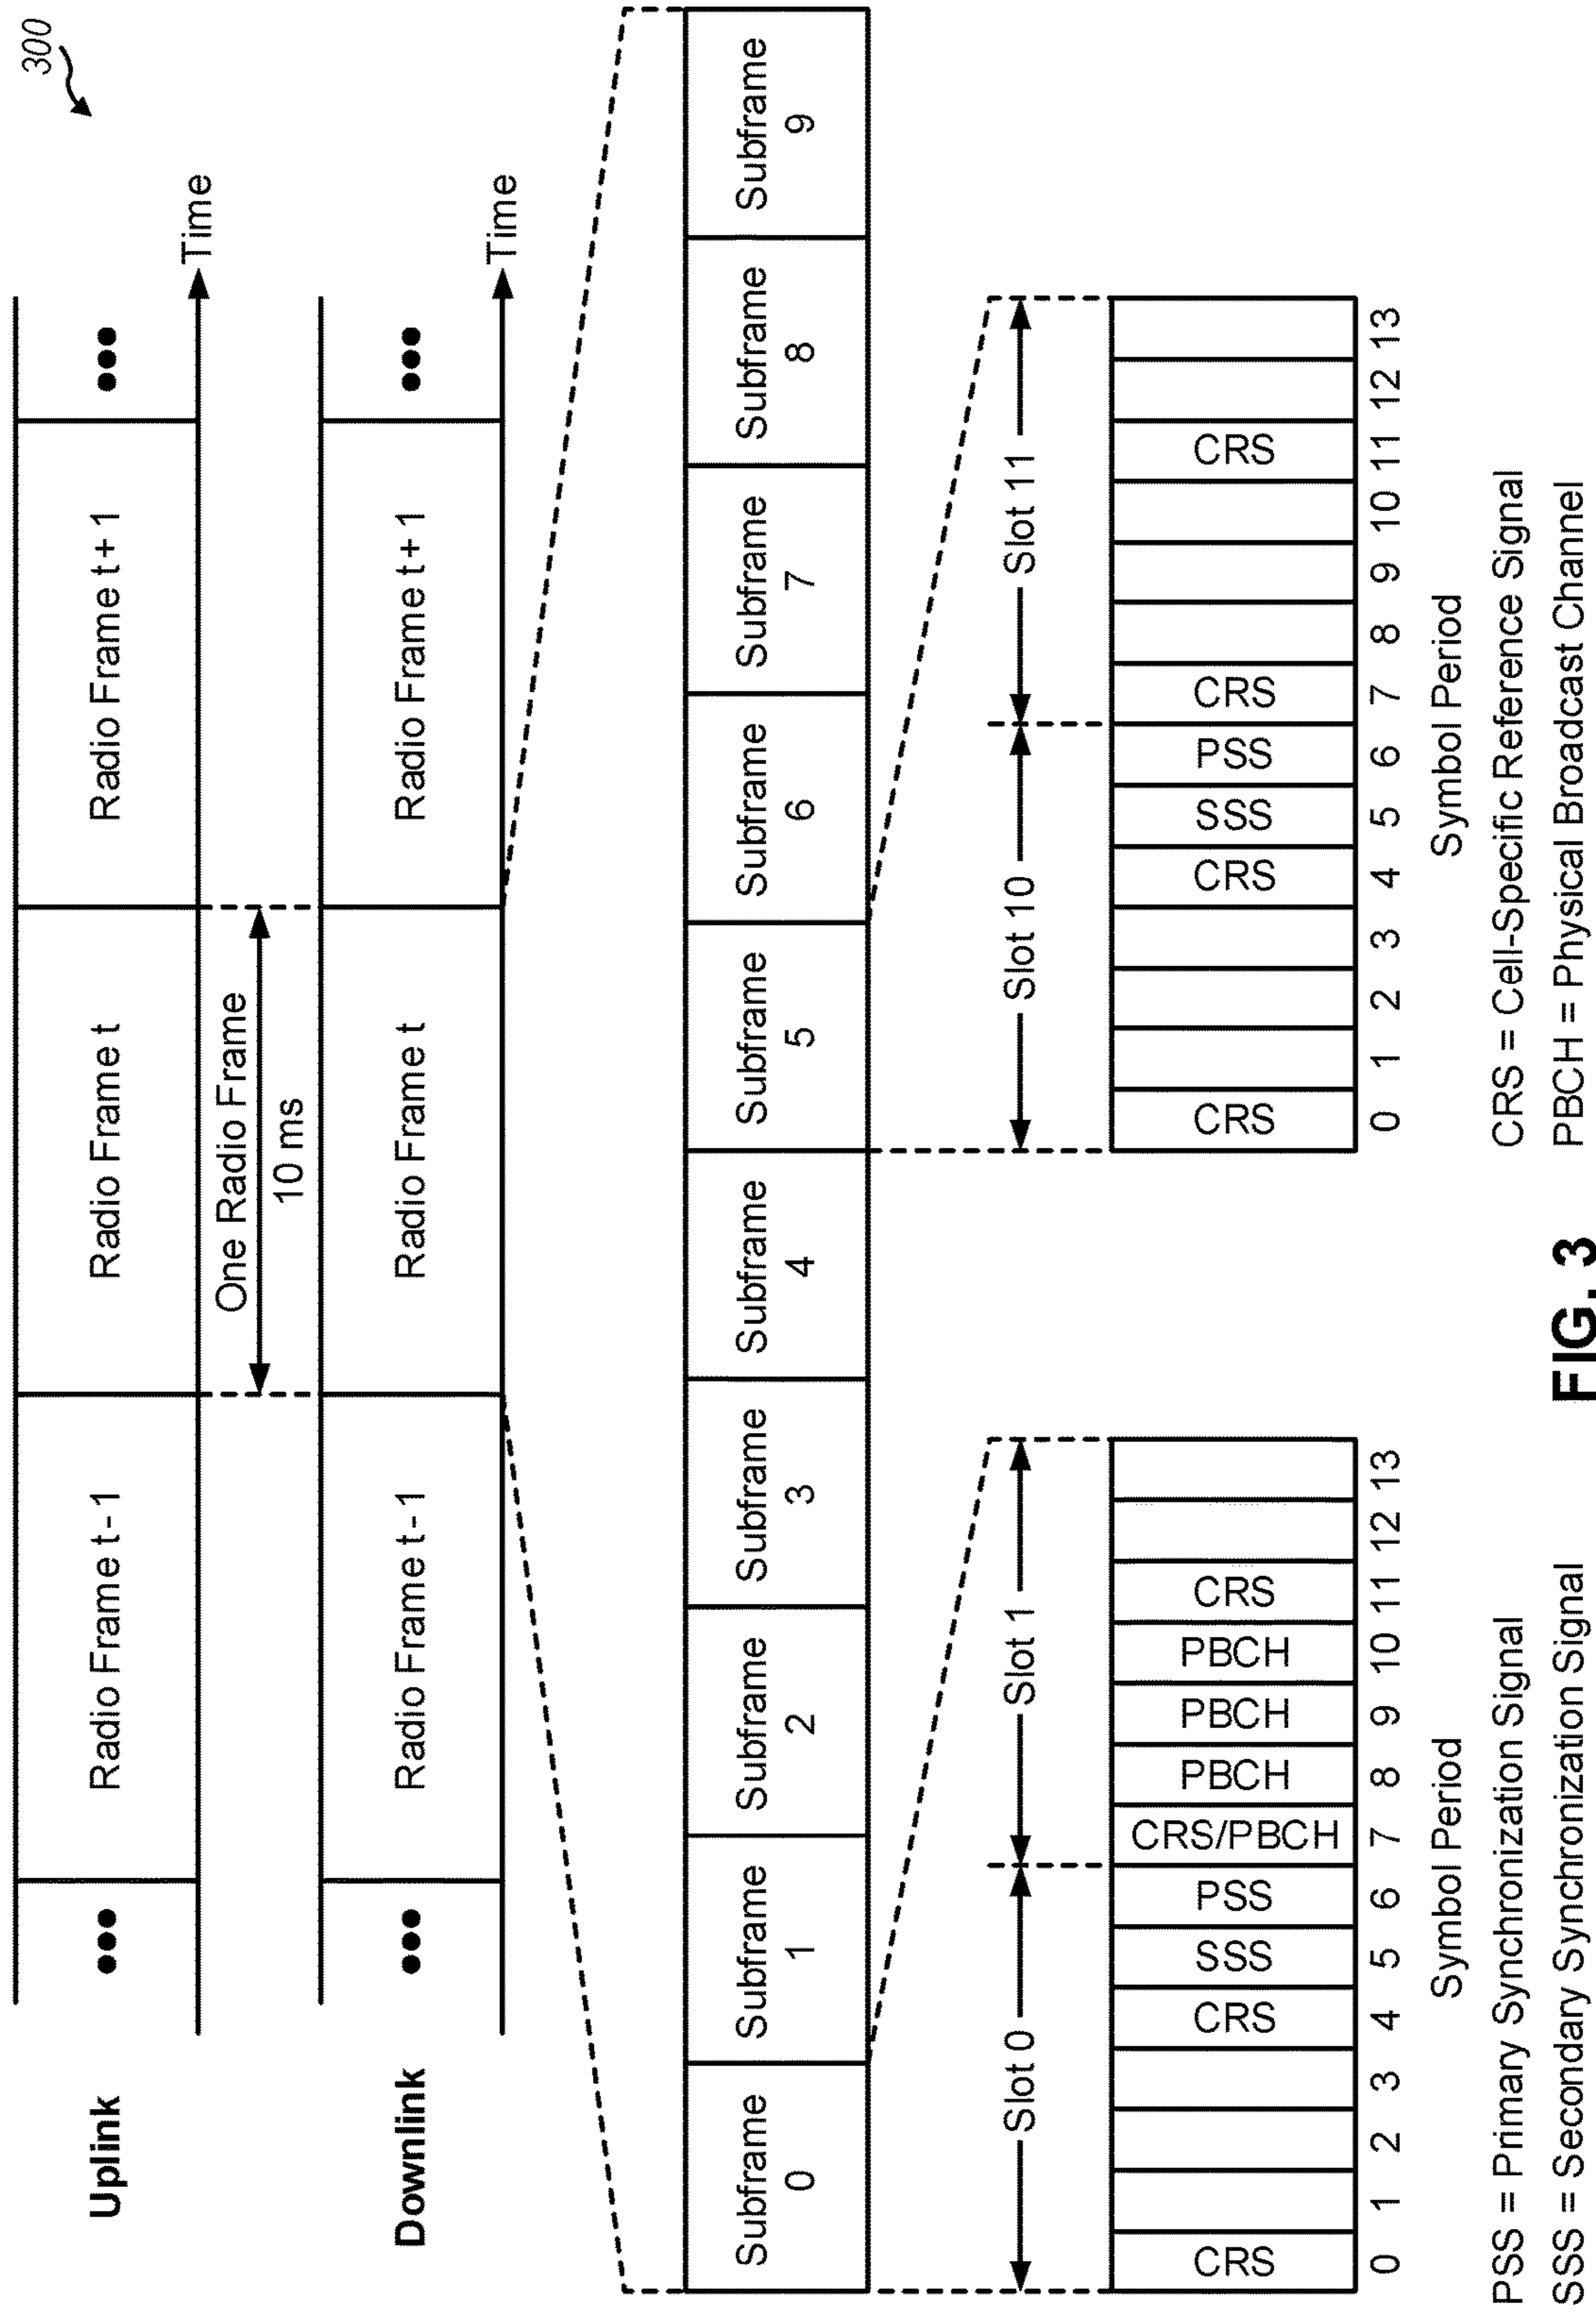 300
Uplink
••• Radio Frame t-1 Radio Frame t Radio Frame t+1 •••
Time
One Radio Frame
10 ms
Downlink
••• Radio Frame t-1 Radio Frame t Radio Frame t+1 •••
Time
Subframe 0 Subframe 1 Subframe 2 Subframe 3 Subframe 4 Subframe 5 Subframe 6 Subframe 7 Subframe 8 Subframe 9
Slot 0 Slot 1
CRS CRS SSS PSS CRS/PBCH PBCH PBCH PBCH CRS
0 1 2 3 4 5 6 7 8 9 10 11 12 13
Symbol Period
Slot 10 Slot 11
CRS CRS SSS PSS CRS CRS
0 1 2 3 4 5 6 7 8 9 10 11 12 13
Symbol Period
PSS = Primary Synchronization Signal
SSS = Secondary Synchronization Signal
CRS = Cell-Specific Reference Signal
PBCH = Physical Broadcast Channel
FIG. 3